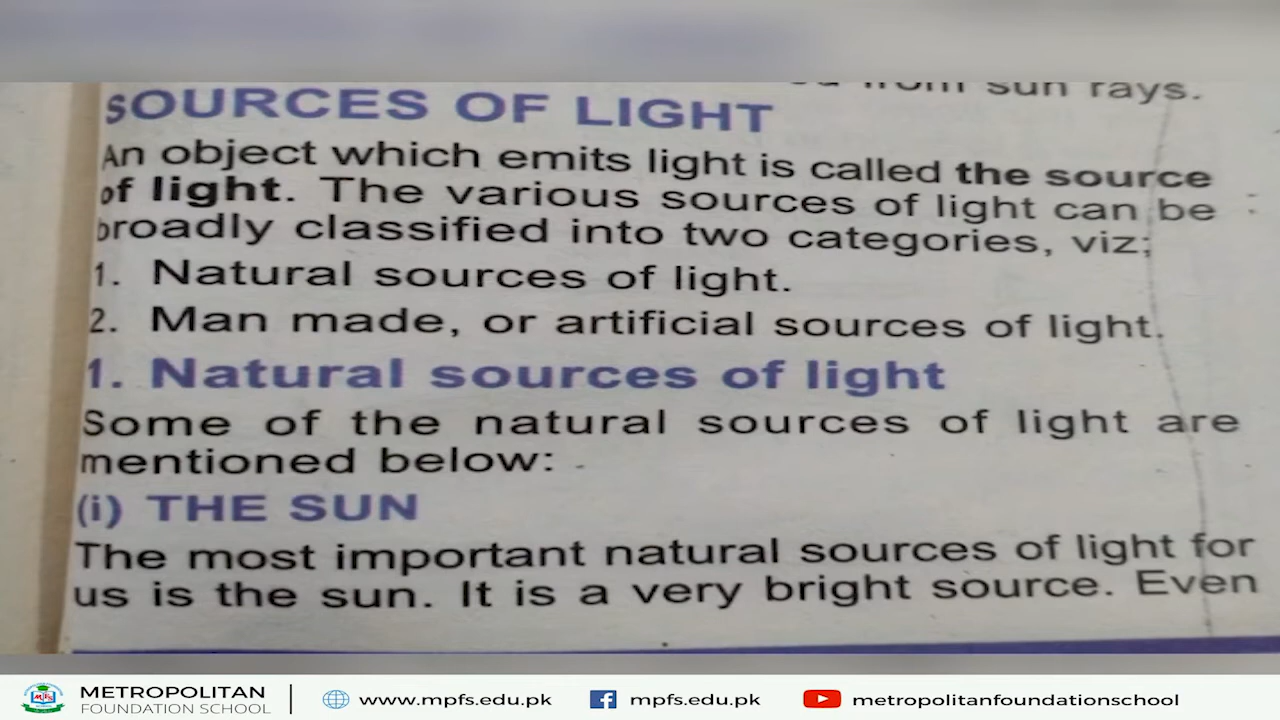 from sun rays.
SOURCES OF LIGHT
An object which emits light is called the source
of light. The various sources of light can be
broadly classified into two categories, viz;
1. Natural sources of light.
2. Man made, or artificial sources of light.
1. Natural sources of light
Some of the natural sources of light are
mentioned below:
(i) THE SUN
The most important natural sources of light for
us is the sun. It is a very bright source. Even
METROPOLITAN
FOUNDATION SCHOOL
www.mpfs.edu.pk
mpfs.edu.pk
metropolitanfoundationschool